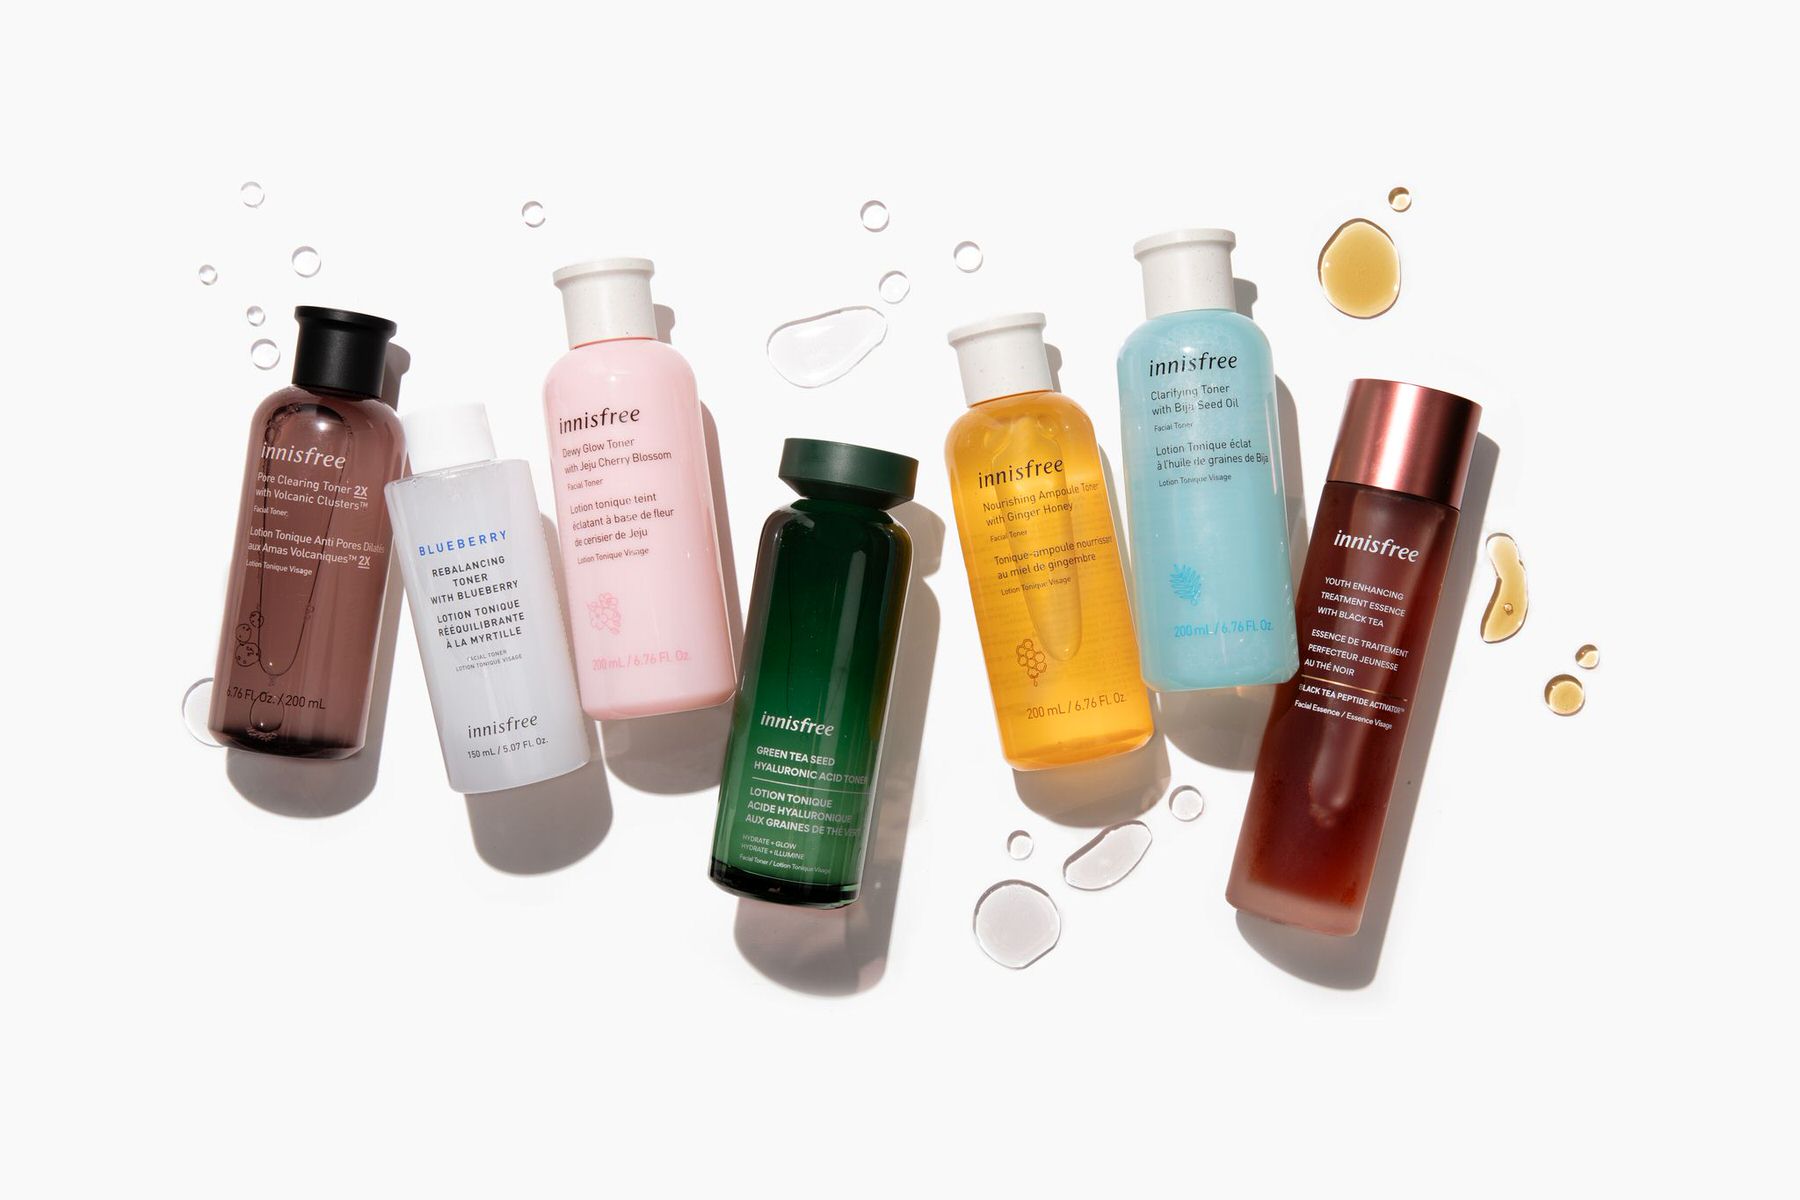 innisfree
Pore Clearing Toner 2X
with Volcanic Clusters™
Facial Toner
Lotion Tonique Anti Pores Dilatés
aux Amas Volcaniques™ 2X
Lotion Tonique Visage
6.76 FL Oz. / 200 mL
BLUEBERRY
REBALANCING
TONER
WITH BLUEBERRY
LOTION TONIQUE
RÉÉQUILIBRANTE
À LA MYRTILLE
FACIAL TONER
LOTION TONIQUE VISAGE
innisfree
150 mL / 5.07 FL. Oz.
innisfree
Dewy Glow Toner
with Jeju Cherry Blossom
Facial Toner
Lotion tonique teint
éclatant à base de fleur
de cerisier de Jeju
Lotion Tonique Visage
200 mL / 6.76 FL. Oz.
innisfree
GREEN TEA SEED
HYALURONIC ACID TONER
LOTION TONIQUE
ACIDE HYALURONIQUE
AUX GRAINES DE THÉ VERT
HYDRATE + GLOW
HYDRATE + ILLUMINE
Facial Toner / Lotion Tonique Visage
innisfree
Nourishing Ampoule Toner
with Ginger Honey
Facial Toner
Tonique-ampoule nourrissant
au miel de gingembre
Lotion Tonique Visage
200 mL / 6.76 FL. Oz.
innisfree
Clarifying Toner
with Bija Seed Oil
Facial Toner
Lotion Tonique éclat
à l'huile de graines de Bija
Lotion Tonique Visage
200 mL / 6.76 FL. Oz.
innisfree
YOUTH ENHANCING
TREATMENT ESSENCE
WITH BLACK TEA
ESSENCE DE TRAITEMENT
PERFECTEUR JEUNESSE
AU THÉ NOIR
BLACK TEA PEPTIDE ACTIVATOR™
Facial Essence / Essence Visage